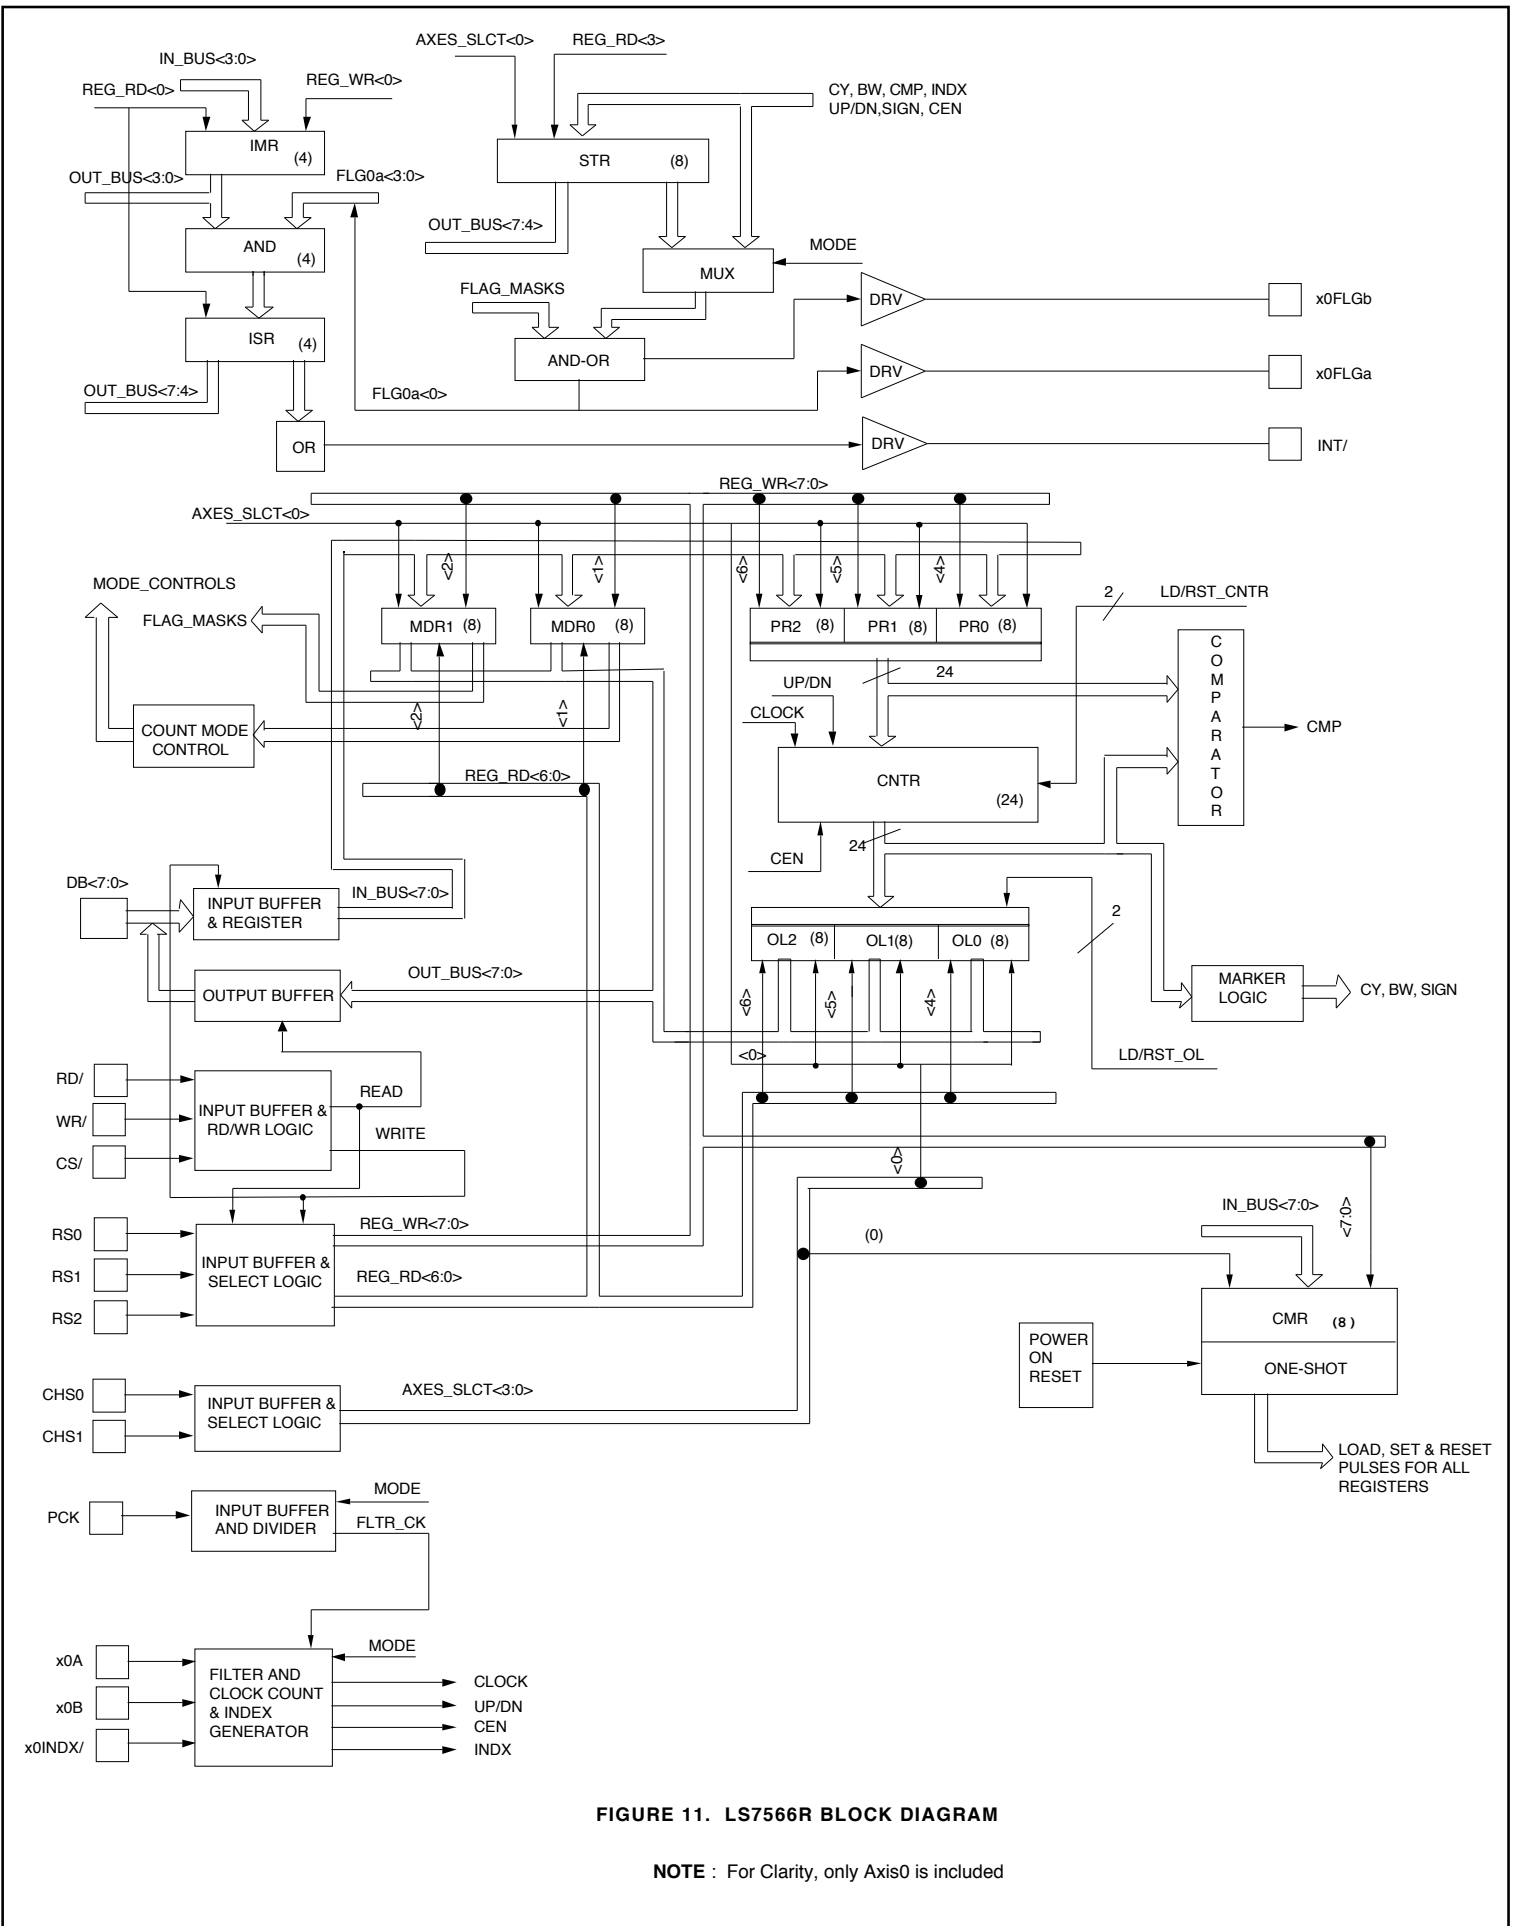 AXES_SLCT<0>
REG_RD<3>
IN_BUS<3:0>
REG_RD<0>
REG_WR<0>
CY, BW, CMP, INDX
UP/DN,SIGN, CEN
IMR
(4)
STR
(8)
OUT_BUS<3:0>
FLG0a<3:0>
OUT_BUS<7:4>
AND
(4)
MODE
MUX
FLAG_MASKS
DRV
x0FLGb
ISR
(4)
AND-OR
OUT_BUS<7:4>
FLG0a<0>
DRV
x0FLGa
OR
DRV
INT/
REG_WR<7:0>
AXES_SLCT<0>
<2>
<1>
<6>
<5>
<4>
MODE_CONTROLS
FLAG_MASKS
MDR1 (8)
MDR0 (8)
PR2 (8)
PR1 (8)
PR0 (8)
2
LD/RST_CNTR
C
O
M
P
A
R
A
T
O
R
24
UP/DN
CLOCK
<2>
<1>
COUNT MODE
CONTROL
CMP
REG_RD<6:0>
CNTR
(24)
24
CEN
DB<7:0>
INPUT BUFFER
& REGISTER
IN_BUS<7:0>
2
OL2 (8)
OL1(8)
OL0 (8)
OUT_BUS<7:0>
OUTPUT BUFFER
<6>
<5>
<4>
MARKER
LOGIC
CY, BW, SIGN
<0>
LD/RST_OL
RD/
WR/
CS/
INPUT BUFFER &
RD/WR LOGIC
READ
WRITE
<0>
RS0
RS1
RS2
INPUT BUFFER &
SELECT LOGIC
REG_WR<7:0>
REG_RD<6:0>
(0)
IN_BUS<7:0>
<7:0>
CMR (8)
ONE-SHOT
POWER
ON
RESET
CHS0
CHS1
INPUT BUFFER &
SELECT LOGIC
AXES_SLCT<3:0>
LOAD, SET & RESET
PULSES FOR ALL
REGISTERS
PCK
INPUT BUFFER
AND DIVIDER
MODE
FLTR_CK
x0A
x0B
x0INDX/
FILTER AND
CLOCK COUNT
& INDEX
GENERATOR
MODE
CLOCK
UP/DN
CEN
INDX
FIGURE 11. LS7566R BLOCK DIAGRAM
NOTE : For Clarity, only Axis0 is included